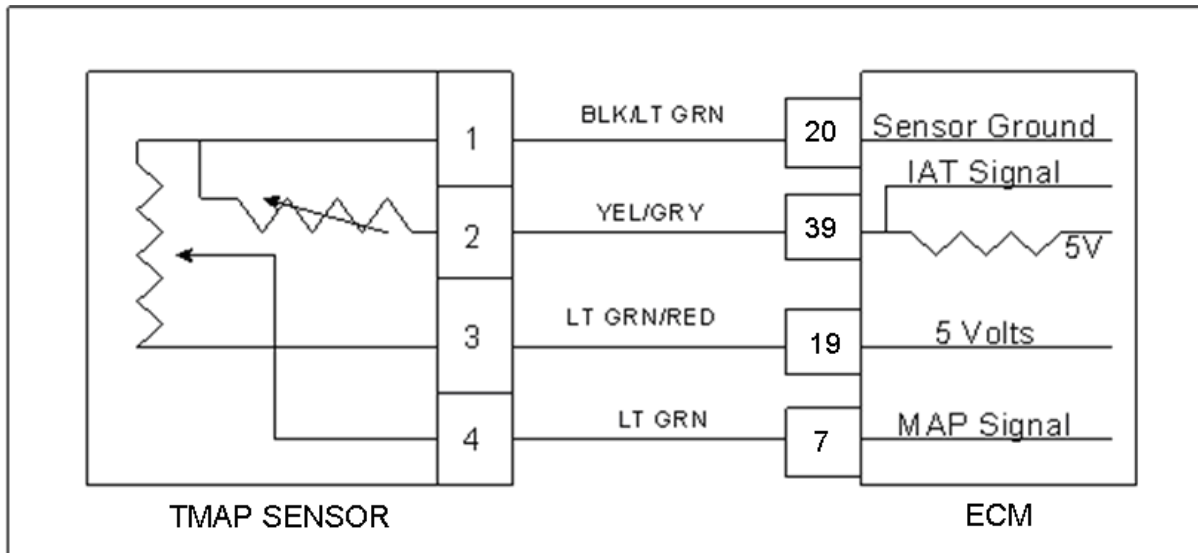 1 BLK/LT GRN 20 Sensor Ground
IAT Signal
2 YEL/GRY 39 5V
3 LT GRN/RED 19 5 Volts
4 LT GRN 7 MAP Signal
TMAP SENSOR ECM